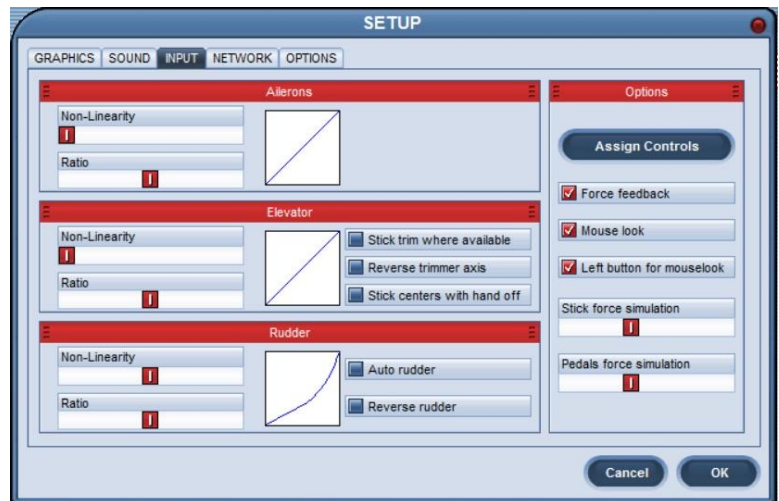 SETUP
GRAPHICS SOUND INPUT NETWORK OPTIONS
Ailerons
Non-Linearity
Ratio
Elevator
Non-Linearity
Ratio
Stick trim where available
Reverse trimmer axis
Stick centers with hand off
Rudder
Non-Linearity
Ratio
Auto rudder
Reverse rudder
Options
Assign Controls
Force feedback
Mouse look
Left button for mouselook
Stick force simulation
Pedals force simulation
Cancel OK